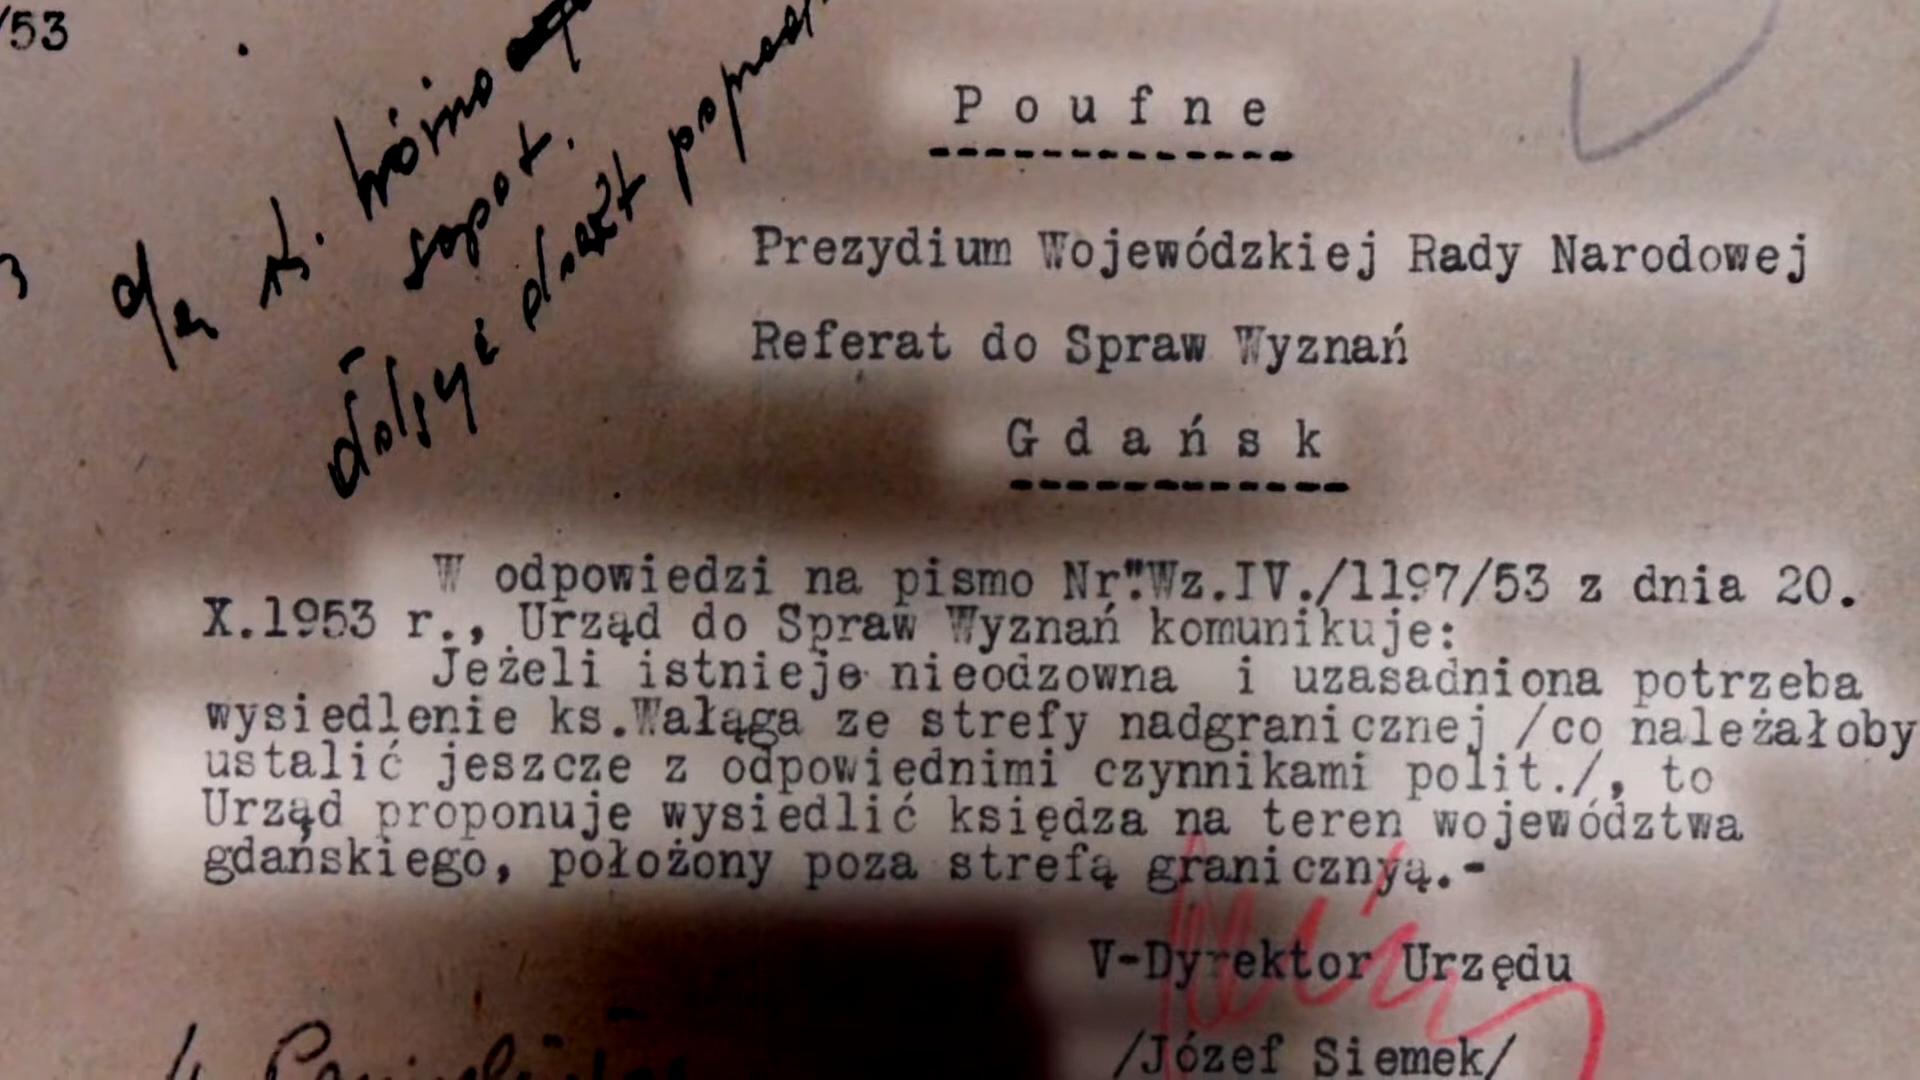 /53
sopot.
Poufne
Prezydium Wojewódzkiej Rady Narodowej
Referat do Spraw Wyznań
Gdańsk
W odpowiedzi na pismo Nr."Wz.IV./1197/53 z dnia 20.
X.1953 r., Urząd do Spraw Wyznań komunikuje:
Jeżeli istnieje nieodzowna i uzasadniona potrzeba
wysiedlenie ks.Wałąga ze strefy nadgranicznej /co należałoby
ustalić jeszcze z odpowiednimi czynnikami polit./, to
Urząd proponuje wysiedlić księdza na teren województwa
gdańskiego, położony poza strefą granicznyą.-
V-Dyrektor Urzędu
/Józef Siemek/